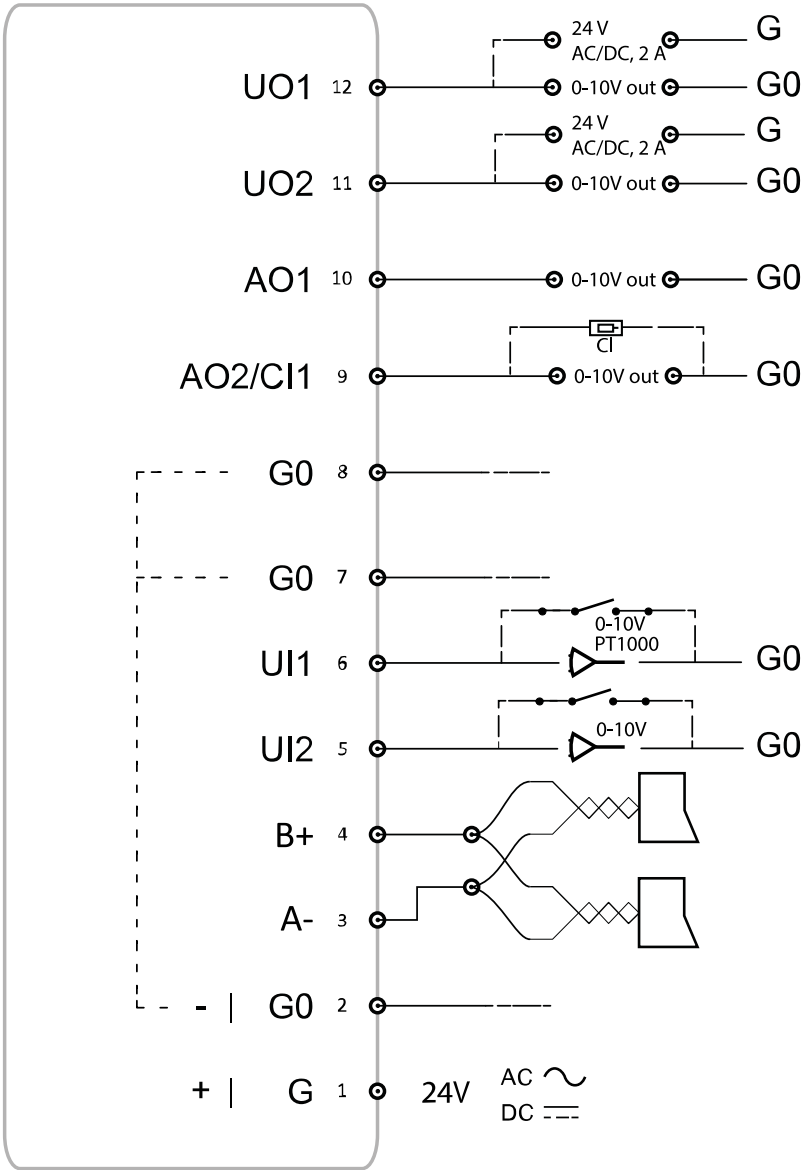 24 V G
AC/DC, 2 A
UO1 12 0-10V out G0
24 V G
AC/DC, 2 A
UO2 11 0-10V out G0
AO1 10 0-10V out G0
CI
AO2/CI1 9 0-10V out G0
G0 8
G0 7
0-10V
PT1000
UI1 6 G0
0-10V
UI2 5 G0
B+ 4
A- 3
- | G0 2
+ | G 1 24V AC
DC